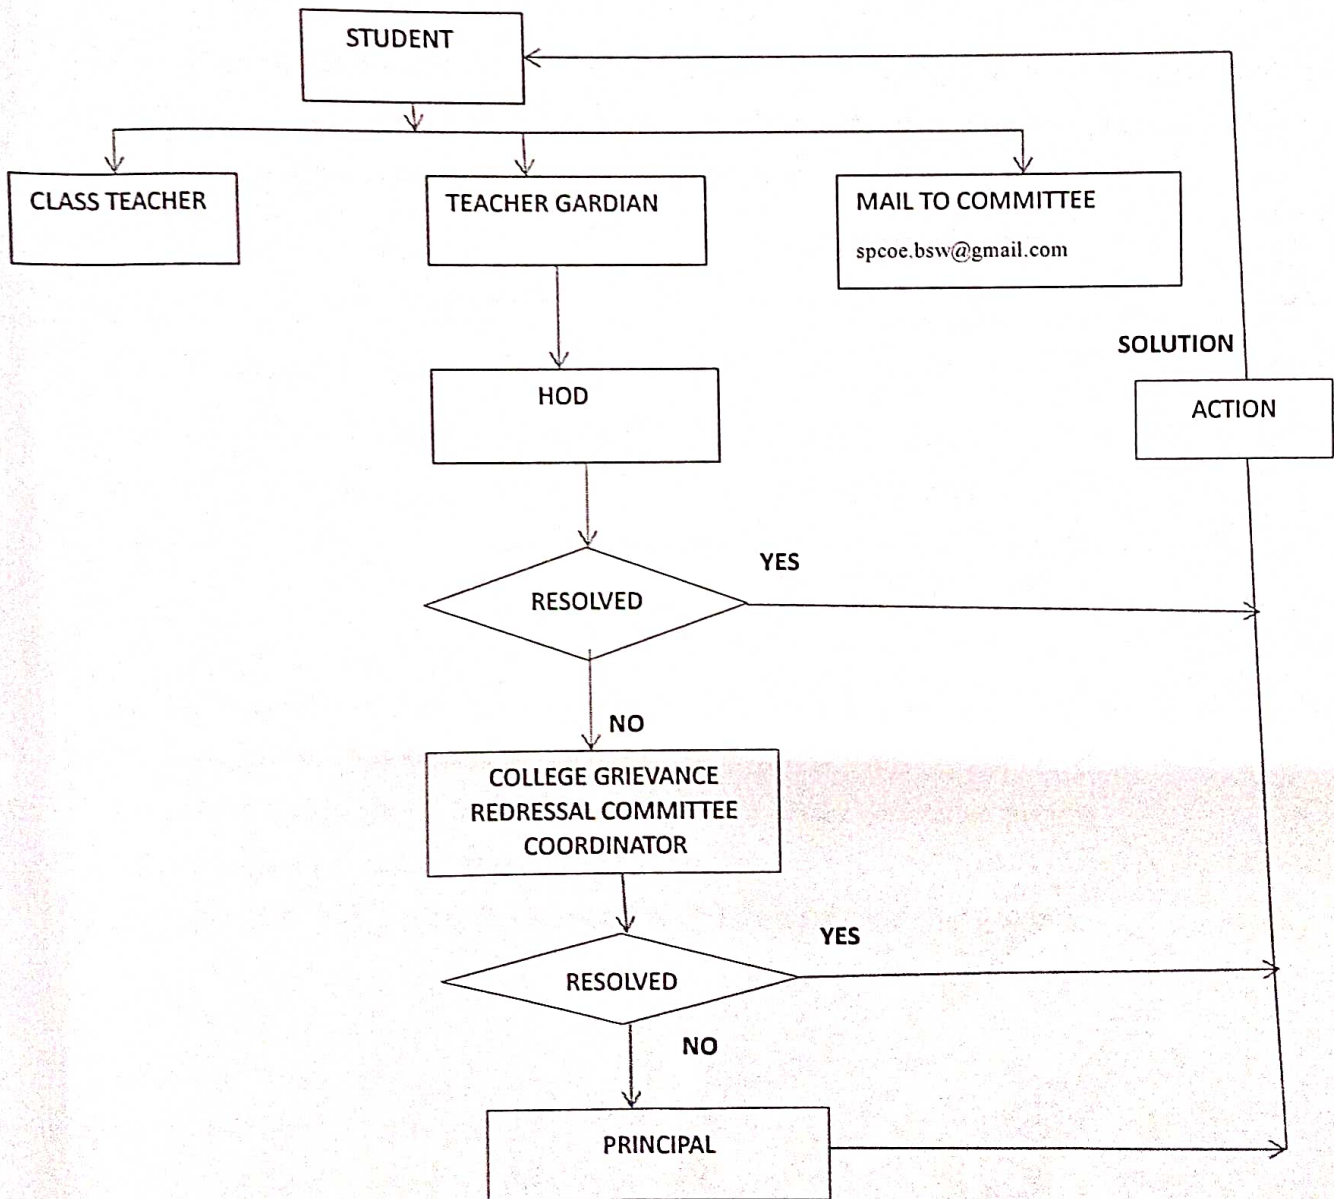 STUDENT
CLASS TEACHER
TEACHER GARDIAN
MAIL TO COMMITTEE
spcoe.bsw@gmail.com
SOLUTION
HOD
ACTION
YES
RESOLVED
NO
COLLEGE GRIEVANCE
REDRESSAL COMMITTEE
COORDINATOR
YES
RESOLVED
NO
PRINCIPAL